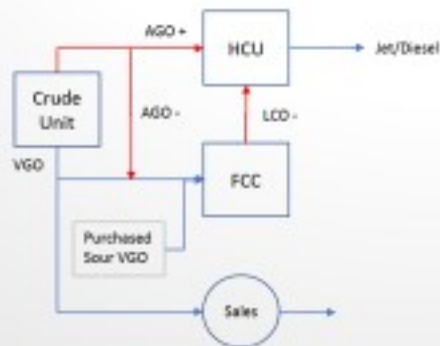 AGO +
HCU
Jet/Diesel
Crude
Unit
AGO -
LCO -
VGO
FCC
Purchased
Sour VGO
Sales